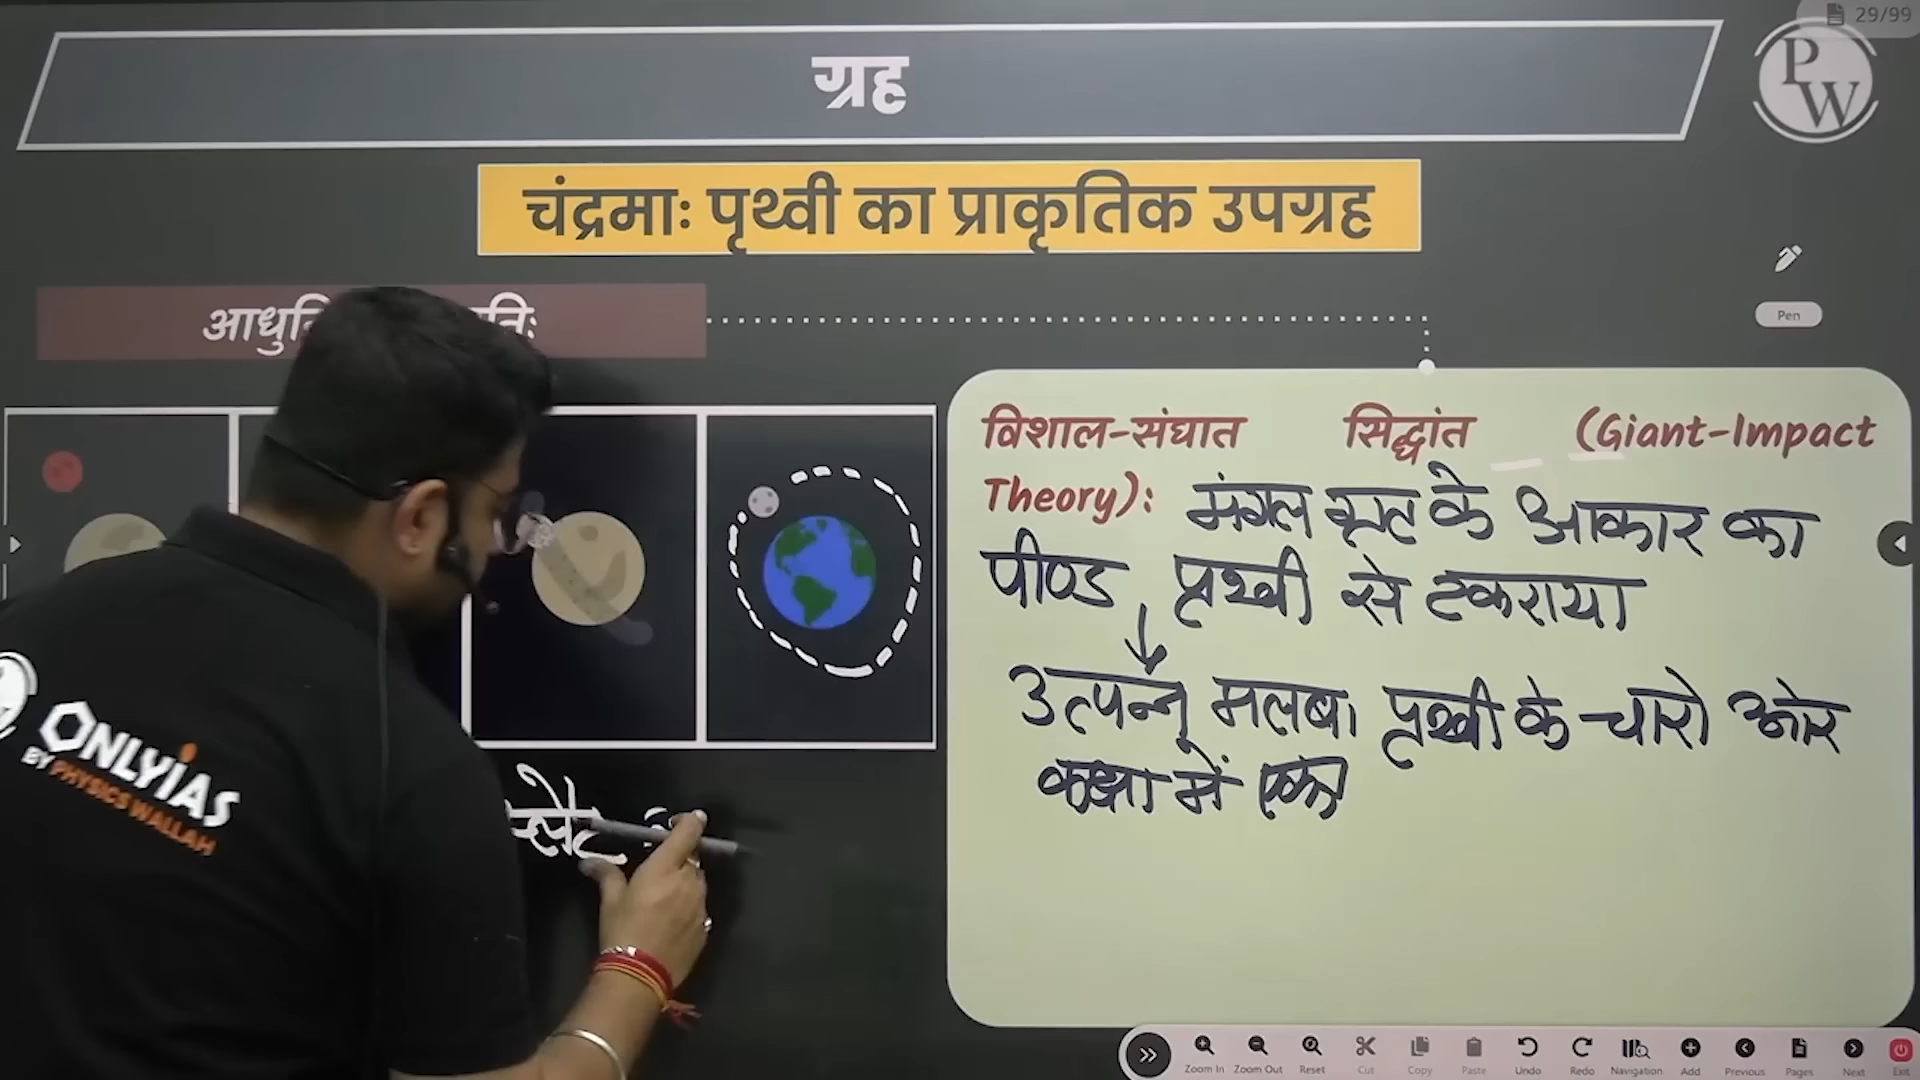 29/99
PW
ग्रह
चंद्रमाः पृथ्वी का प्राकृतिक उपग्रह
Pen
विशाल-संघात सिद्धांत (Giant-Impact
Theory): मंगल ग्रह के आकार का
पीण्ड पृथ्वी से टकराया
उत्पन्न मलबा पृथ्वी के चारो ओर
कक्षा में एकत्र
ONLYIAS
BY PHYSICS WALLAH
Zoom In Zoom Out Reset Cut Copy Paste Undo Redo Navigation Add Previous Pages Next Exit